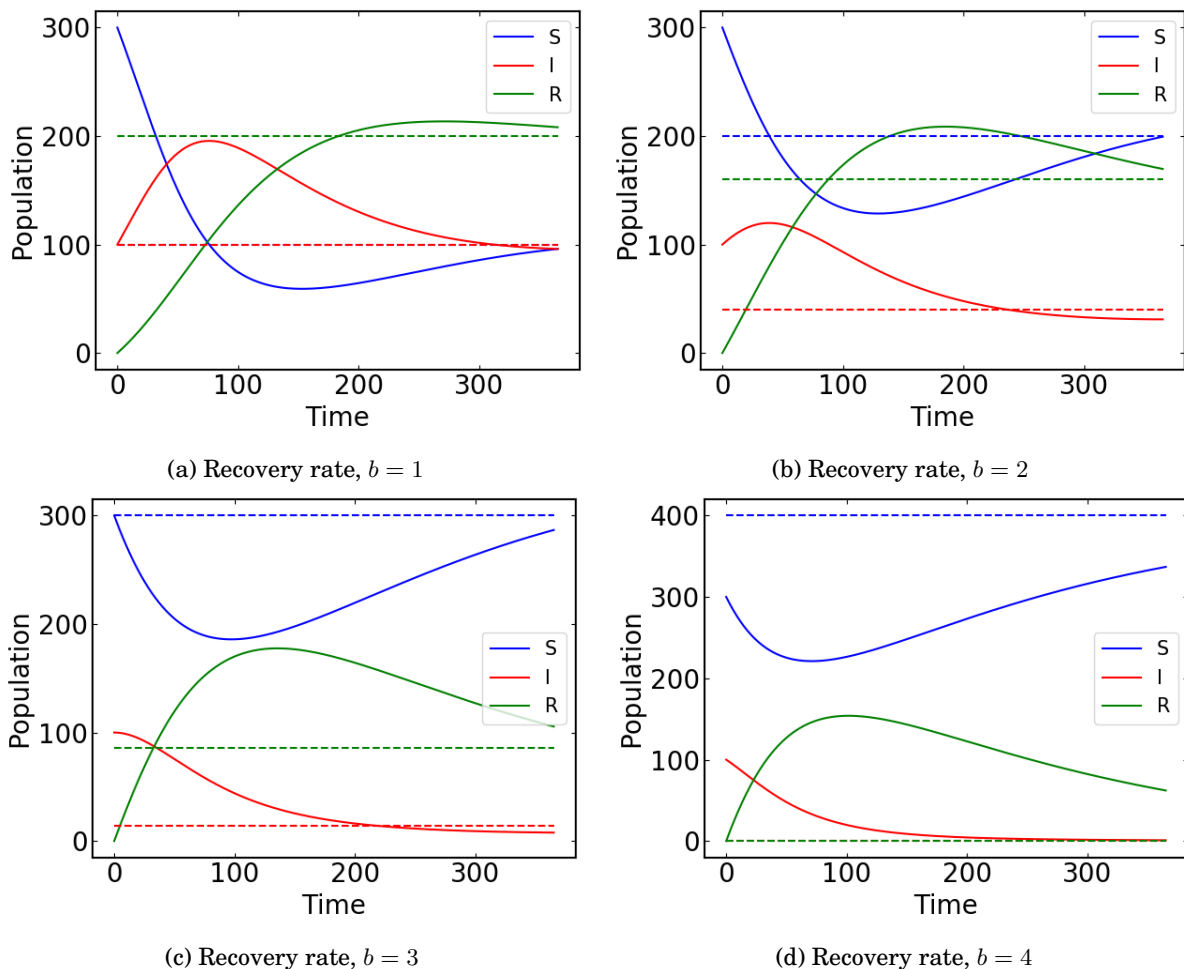 300
200
100
0
Population
0
100
200
300
Time
S
I
R
(a) Recovery rate, b = 1
300
200
100
0
Population
0
100
200
300
Time
S
I
R
(b) Recovery rate, b = 2
300
200
100
0
Population
0
100
200
300
Time
S
I
R
(c) Recovery rate, b = 3
400
300
200
100
0
Population
0
100
200
300
Time
S
I
R
(d) Recovery rate, b = 4